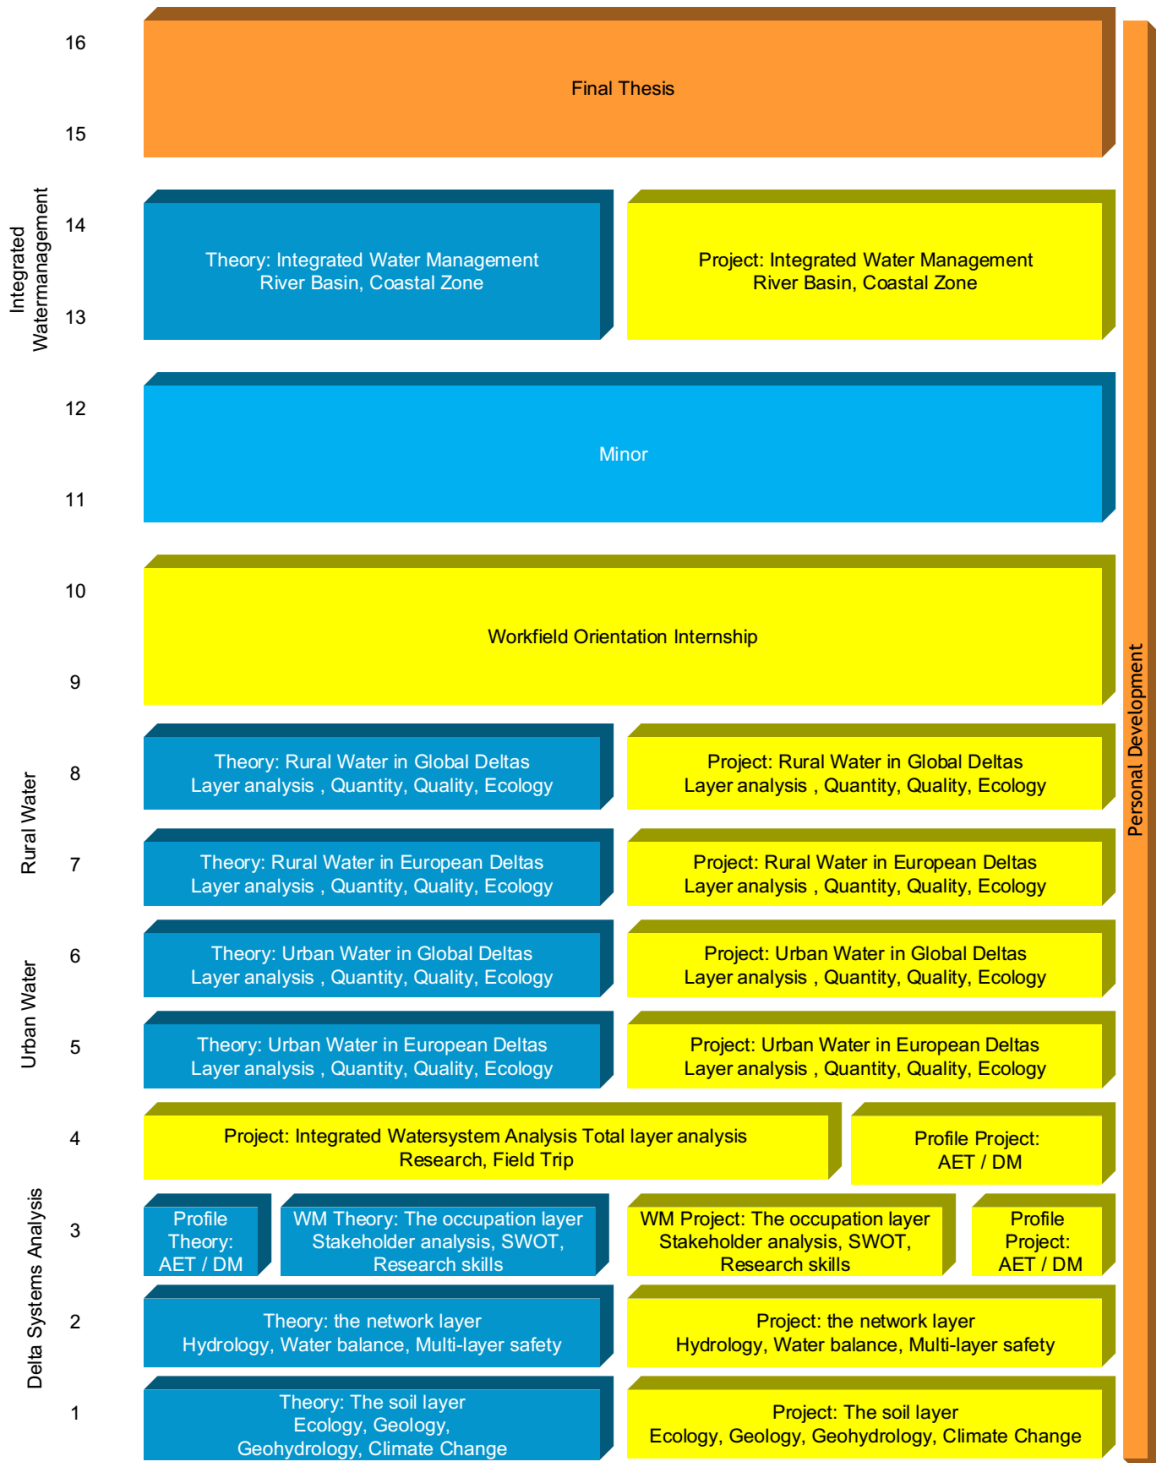 16
Final Thesis
15
Integrated
Watermanagement
14
Theory: Integrated Water Management
River Basin, Coastal Zone
Project: Integrated Water Management
River Basin, Coastal Zone
13
12
Minor
11
10
Workfield Orientation Internship
9
Personal Development
Rural Water
8
Theory: Rural Water in Global Deltas
Layer analysis , Quantity, Quality, Ecology
Project: Rural Water in Global Deltas
Layer analysis , Quantity, Quality, Ecology
7
Theory: Rural Water in European Deltas
Layer analysis , Quantity, Quality, Ecology
Project: Rural Water in European Deltas
Layer analysis , Quantity, Quality, Ecology
Urban Water
6
Theory: Urban Water in Global Deltas
Layer analysis , Quantity, Quality, Ecology
Project: Urban Water in Global Deltas
Layer analysis , Quantity, Quality, Ecology
5
Theory: Urban Water in European Deltas
Layer analysis , Quantity, Quality, Ecology
Project: Urban Water in European Deltas
Layer analysis , Quantity, Quality, Ecology
4
Project: Integrated Watersystem Analysis Total layer analysis
Research, Field Trip
Profile Project:
AET / DM
Delta Systems Analysis
3
Profile
Theory:
AET / DM
WM Theory: The occupation layer
Stakeholder analysis, SWOT,
Research skills
WM Project: The occupation layer
Stakeholder analysis, SWOT,
Research skills
Profile
Project:
AET / DM
2
Theory: the network layer
Hydrology, Water balance, Multi-layer safety
Project: the network layer
Hydrology, Water balance, Multi-layer safety
1
Theory: The soil layer
Ecology, Geology,
Geohydrology, Climate Change
Project: The soil layer
Ecology, Geology, Geohydrology, Climate Change